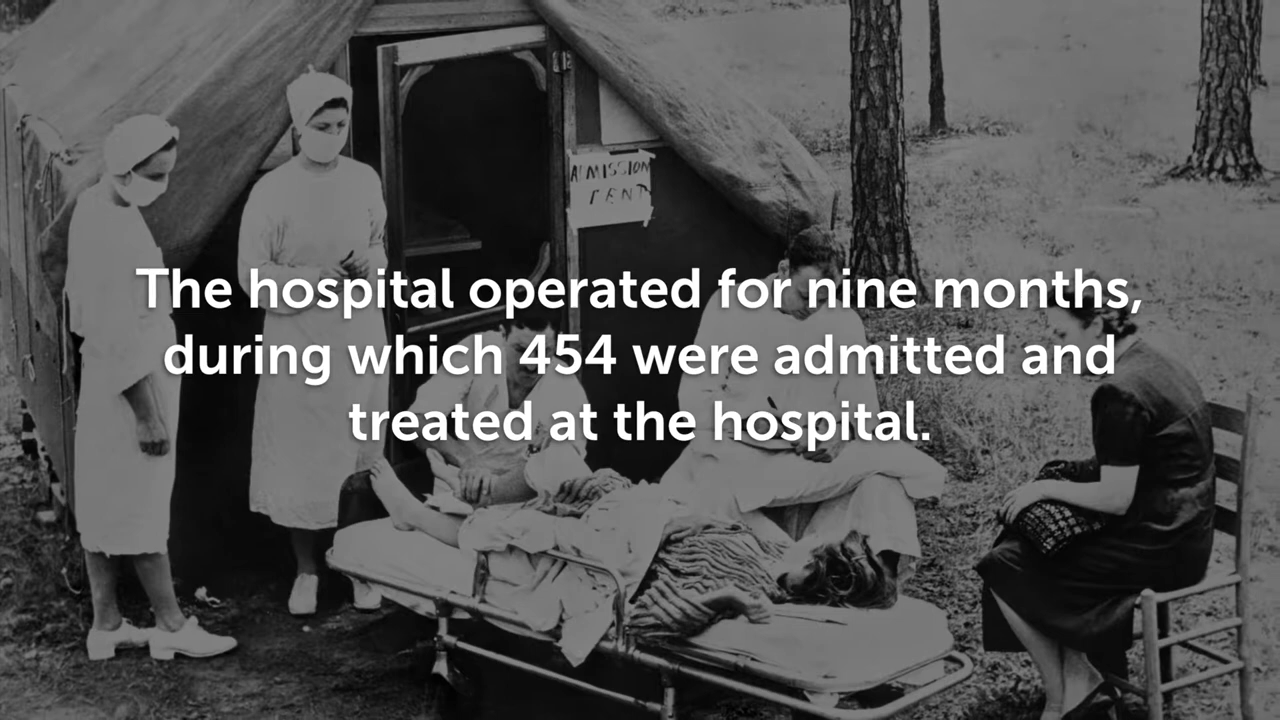 ADMISSION
TENT
The hospital operated for nine months,
during which 454 were admitted and
treated at the hospital.